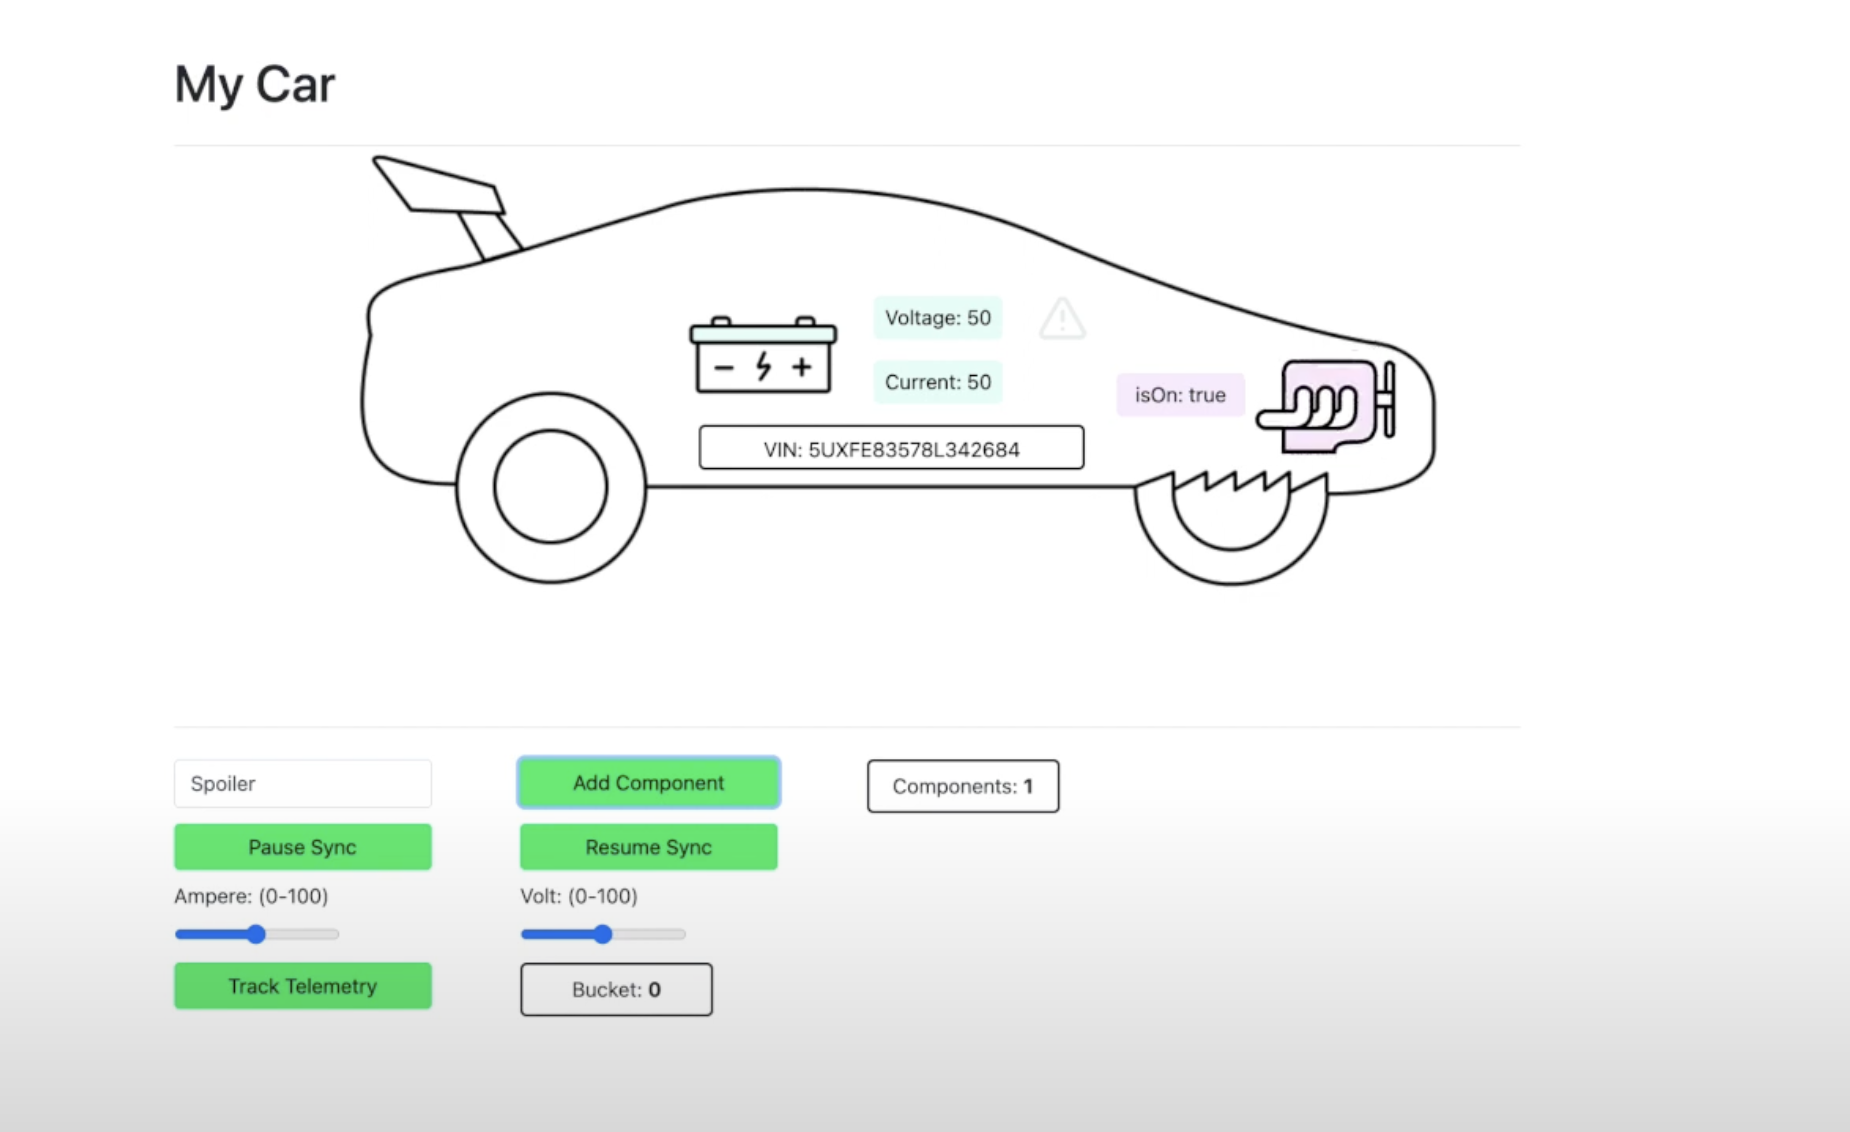 My Car
Voltage: 50
Current: 50
isOn: true
VIN: 5UXFE83578L342684
Spoiler
Add Component
Components: 1
Pause Sync
Resume Sync
Ampere: (0-100)
Volt: (0-100)
Track Telemetry
Bucket: 0